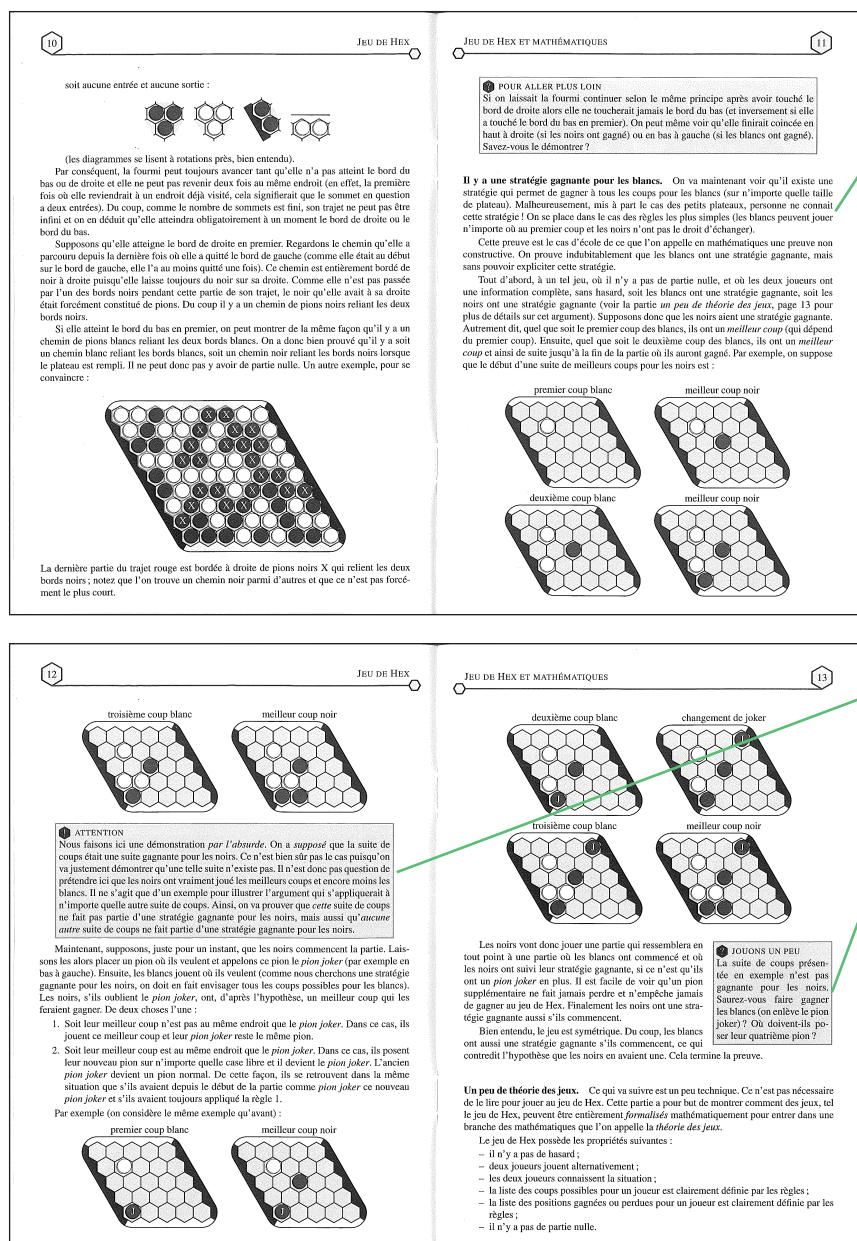 10
JEU DE HEX
soit aucune entrée et aucune sortie :
(les diagrammes se lisent à rotations près, bien entendu).
Par conséquent, la fourmi peut toujours avancer tant qu'elle n'a pas atteint le bord du
bas ou de droite et elle ne peut pas revenir deux fois au même endroit (en effet, la première
fois où elle reviendrait à un endroit déjà visité, cela signifierait que le sommet en question
a deux entrées). Du coup, comme le nombre de sommets est fini, son trajet ne peut pas être
infini et on en déduit qu'elle atteindra obligatoirement à un moment le bord de droite ou le
bord du bas.
Supposons qu'elle atteigne le bord de droite en premier. Regardons le chemin qu'elle a
parcouru depuis la dernière fois où elle a quitté le bord de gauche (comme elle était au début
sur le bord de gauche, elle l'a au moins quitté une fois). Ce chemin est entièrement bordé de
noir à droite puisqu'elle laisse toujours du noir sur sa droite. Comme elle n'est pas passée
par l'un des bords noirs pendant cette partie de son trajet, le noir qu'elle avait à sa droite
était forcément constitué de pions. Du coup il y a un chemin de pions noirs reliant les deux
bords noirs.
Si elle atteint le bord du bas en premier, on peut montrer de la même façon qu'il y a un
chemin de pions blancs reliant les deux bords blancs. On a donc bien prouvé qu'il y a soit
un chemin blanc reliant les bords blancs, soit un chemin noir reliant les bords noirs lorsque
le plateau est rempli. Il ne peut donc pas y avoir de partie nulle. Un autre exemple, pour se
convaincre :
X X
X X X
X X X X
X X X
X X
X X X X X
X X X
X
La dernière partie du trajet rouge est bordée à droite de pions noirs X qui relient les deux
bords noirs ; notez que l'on trouve un chemin noir parmi d'autres et que ce n'est pas forcé-
ment le plus court.
JEU DE HEX ET MATHÉMATIQUES
11
? POUR ALLER PLUS LOIN
Si on laissait la fourmi continuer selon le même principe après avoir touché le
bord de droite alors elle ne toucherait jamais le bord du bas (et inversement si elle
a touché le bord du bas en premier). On peut même voir qu'elle finirait coincée en
haut à droite (si les noirs ont gagné) ou en bas à gauche (si les blancs ont gagné).
Savez-vous le démontrer ?
Il y a une stratégie gagnante pour les blancs. On va maintenant voir qu'il existe une
stratégie qui permet de gagner à tous les coups pour les blancs (sur n'importe quelle taille
de plateau). Malheureusement, mis à part le cas des petits plateaux, personne ne connait
cette stratégie ! On se place dans le cas des règles les plus simples (les blancs peuvent jouer
n'importe où au premier coup et les noirs n'ont pas le droit d'échanger).
Cette preuve est le cas d'école de ce que l'on appelle en mathématiques une preuve non
constructive. On prouve indubitablement que les blancs ont une stratégie gagnante, mais
sans pouvoir expliciter cette stratégie.
Tout d'abord, à un tel jeu, où il n'y a pas de partie nulle, et où les deux joueurs ont
une information complète, sans hasard, soit les blancs ont une stratégie gagnante, soit les
noirs ont une stratégie gagnante (voir la partie un peu de théorie des jeux, page 13 pour
plus de détails sur cet argument). Supposons donc que les noirs aient une stratégie gagnante.
Autrement dit, quel que soit le premier coup des blancs, ils ont un meilleur coup (qui dépend
du premier coup). Ensuite, quel que soit le deuxième coup des blancs, ils ont un meilleur
coup et ainsi de suite jusqu'à la fin de la partie où ils auront gagné. Par exemple, on suppose
que le début d'une suite de meilleurs coups pour les noirs est :
premier coup blanc
meilleur coup noir
deuxième coup blanc
meilleur coup noir
12
JEU DE HEX
troisième coup blanc
meilleur coup noir
! ATTENTION
Nous faisons ici une démonstration par l'absurde. On a supposé que la suite de
coups était une suite gagnante pour les noirs. Ce n'est bien sûr pas le cas puisqu'on
va justement démontrer qu'une telle suite n'existe pas. Il n'est donc pas question de
prétendre ici que les noirs ont vraiment joué les meilleurs coups et encore moins les
blancs. Il ne s'agit que d'un exemple pour illustrer l'argument qui s'appliquerait à
n'importe quelle autre suite de coups. Ainsi, on va prouver que cette suite de coups
ne fait pas partie d'une stratégie gagnante pour les noirs, mais aussi qu'aucune
autre suite de coups ne fait partie d'une stratégie gagnante pour les noirs.
Maintenant, supposons, juste pour un instant, que les noirs commencent la partie. Lais-
sons les alors placer un pion où ils veulent et appelons ce pion le pion joker (par exemple en
bas à gauche). Ensuite, les blancs jouent où ils veulent (comme nous cherchons une stratégie
gagnante pour les noirs, on doit en fait envisager tous les coups possibles pour les blancs).
Les noirs, s'ils oublient le pion joker, ont, d'après l'hypothèse, un meilleur coup qui les
feraient gagner. De deux choses l'une :
1. Soit leur meilleur coup n'est pas au même endroit que le pion joker. Dans ce cas, ils
jouent ce meilleur coup et leur pion joker reste le même pion.
2. Soit leur meilleur coup est au même endroit que le pion joker. Dans ce cas, ils posent
leur nouveau pion sur n'importe quelle case libre et il devient le pion joker. L'ancien
pion joker devient un pion normal. De cette façon, ils se retrouvent dans la même
situation que s'ils avaient depuis le début de la partie comme pion joker ce nouveau
pion joker et s'ils avaient toujours appliqué la règle 1.
Par exemple (on considère le même exemple qu'avant) :
premier coup blanc
meilleur coup noir
J
J
JEU DE HEX ET MATHÉMATIQUES
13
deuxième coup blanc
changement de joker
J
J
troisième coup blanc
meilleur coup noir
J
J
Les noirs vont donc jouer une partie qui ressemblera en
tout point à une partie où les blancs ont commencé et où
les noirs ont suivi leur stratégie gagnante, si ce n'est qu'ils
ont un pion joker en plus. Il est facile de voir qu'un pion
supplémentaire ne fait jamais perdre et n'empêche jamais
de gagner au jeu de Hex. Finalement les noirs ont une stra-
tégie gagnante aussi s'ils commencent.
Bien entendu, le jeu est symétrique. Du coup, les blancs
ont aussi une stratégie gagnante s'ils commencent, ce qui
contredit l'hypothèse que les noirs en avaient une. Cela termine la preuve.
? JOUONS UN PEU
La suite de coups présen-
tée en exemple n'est pas
gagnante pour les noirs.
Saurez-vous faire gagner
les blancs (on enlève le pion
joker) ? Où doivent-ils po-
ser leur quatrième pion ?
Un peu de théorie des jeux. Ce qui va suivre est un peu technique. Ce n'est pas nécessaire
de le lire pour jouer au jeu de Hex. Cette partie a pour but de montrer comment des jeux, tel
le jeu de Hex, peuvent être entièrement formalisés mathématiquement pour entrer dans une
branche des mathématiques que l'on appelle la théorie des jeux.
Le jeu de Hex possède les propriétés suivantes :
– il n'y a pas de hasard ;
– deux joueurs jouent alternativement ;
– les deux joueurs connaissent la situation ;
– la liste des coups possibles pour un joueur est clairement définie par les règles ;
– la liste des positions gagnées ou perdues pour un joueur est clairement définie par les
règles ;
– il n'y a pas de partie nulle.